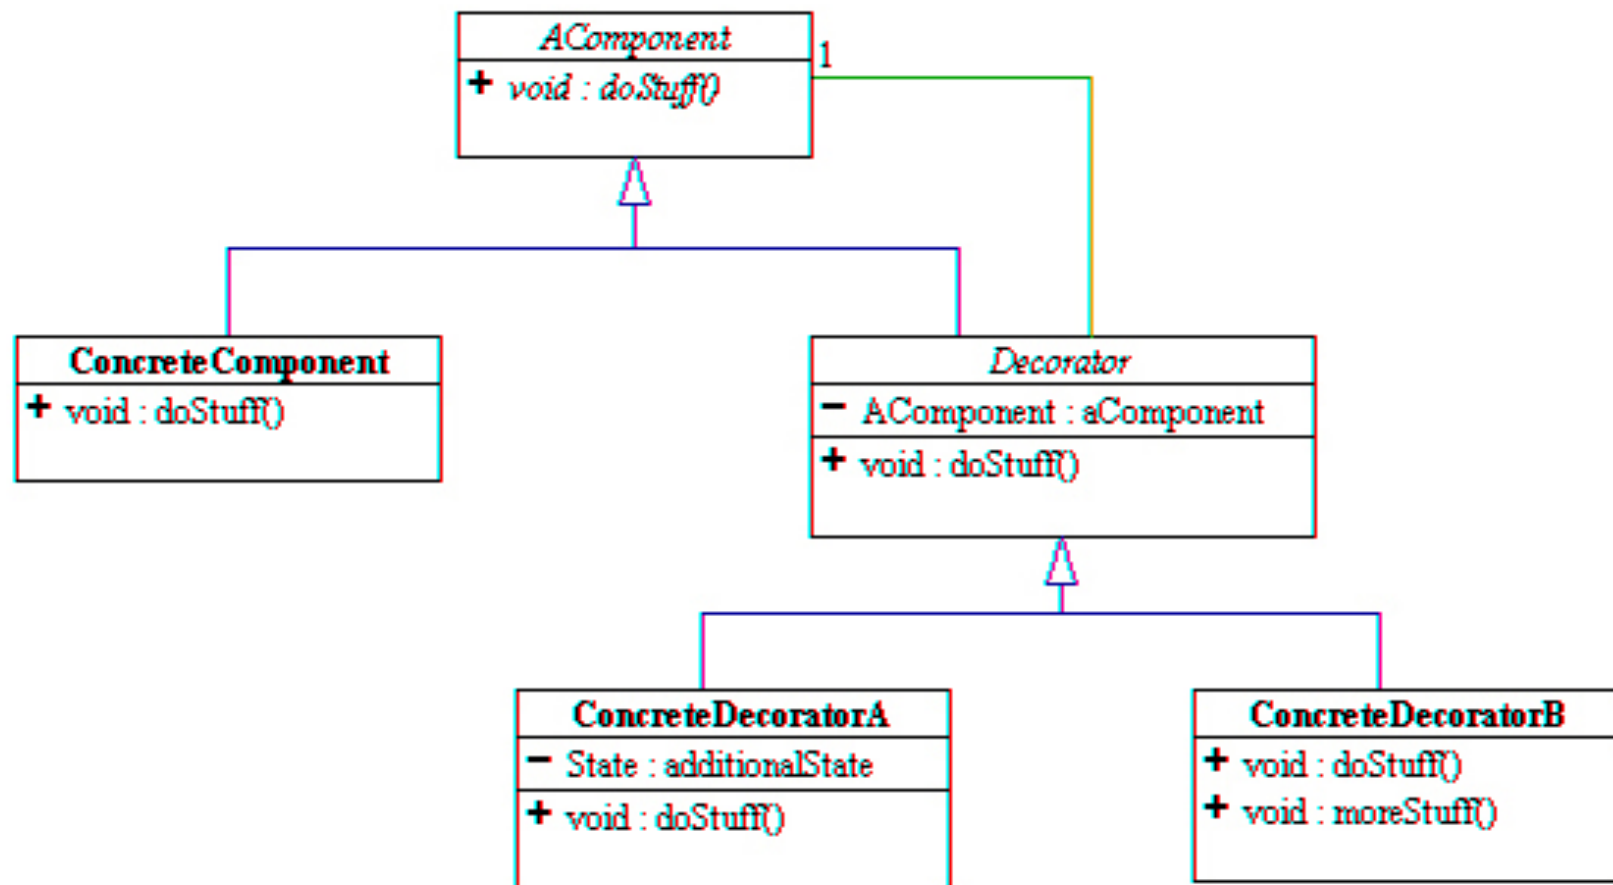 AComponent
+ void : doStuff()
1
ConcreteComponent
+ void : doStuff()
Decorator
− AComponent : aComponent
+ void : doStuff()
ConcreteDecoratorA
− State : additionalState
+ void : doStuff()
ConcreteDecoratorB
+ void : doStuff()
+ void : moreStuff()